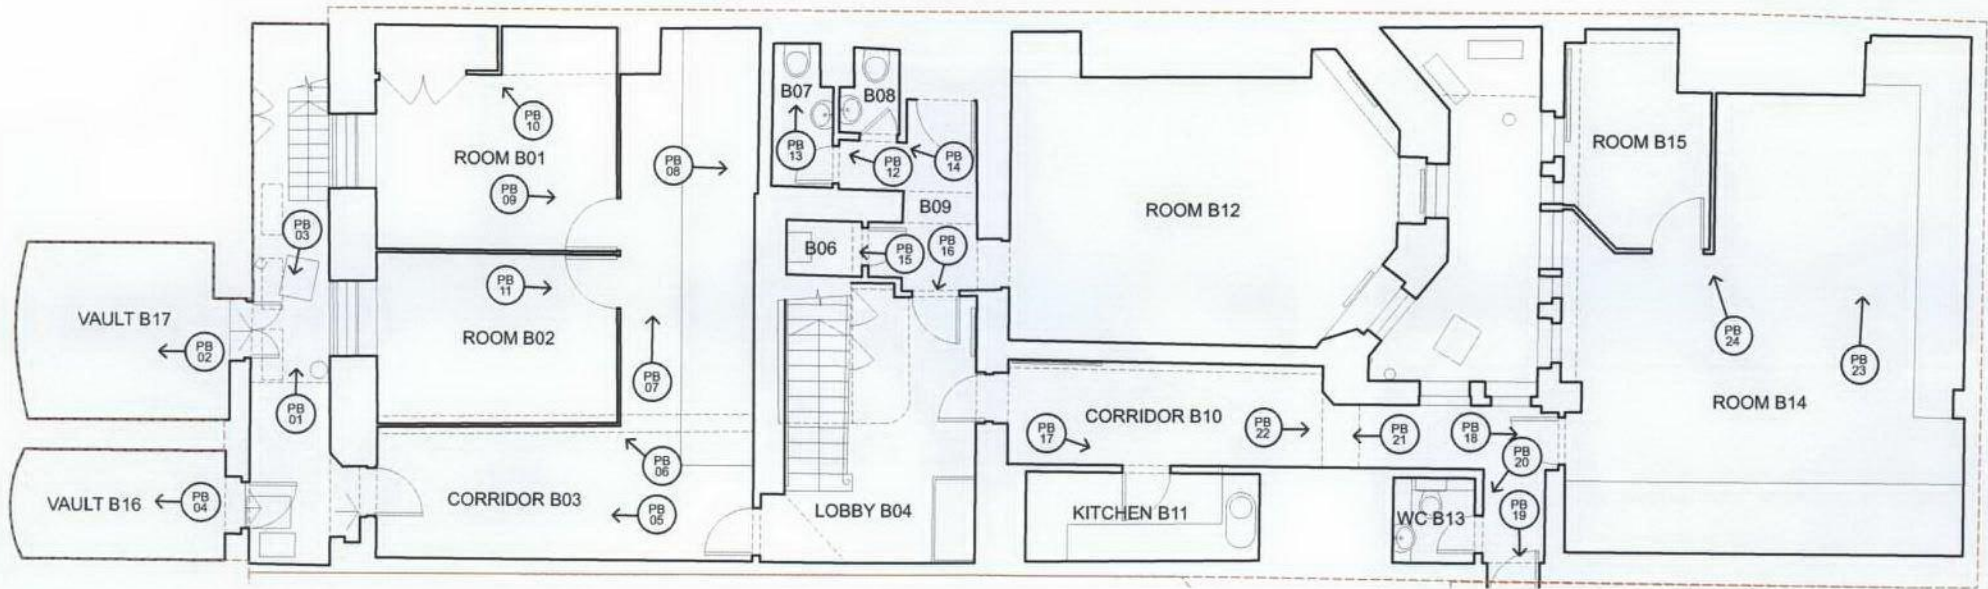 B07
B08
PB
10
PB
13
PB
12
PB
14
PB
08
ROOM B01
PB
09
ROOM B15
B09
ROOM B12
PB
03
B06
PB
15
PB
16
PB
11
VAULT B17
PB
02
ROOM B02
PB
24
PB
23
PB
07
PB
01
ROOM B14
CORRIDOR B10
PB
17
PB
22
PB
21
PB
18
PB
20
PB
06
VAULT B16
PB
04
CORRIDOR B03
PB
05
LOBBY B04
KITCHEN B11
WC B13
PB
19